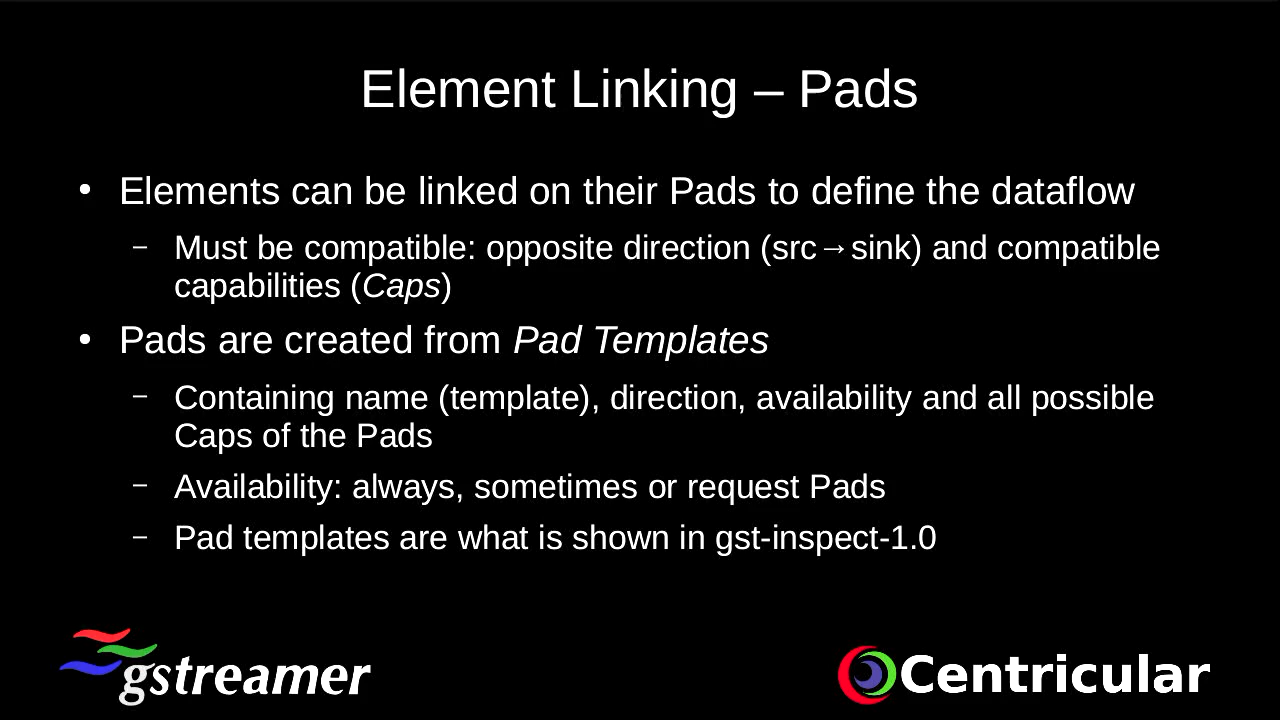 Element Linking – Pads
• Elements can be linked on their Pads to define the dataflow
– Must be compatible: opposite direction (src→sink) and compatible
capabilities (Caps)
• Pads are created from Pad Templates
– Containing name (template), direction, availability and all possible
Caps of the Pads
– Availability: always, sometimes or request Pads
– Pad templates are what is shown in gst-inspect-1.0
gstreamer
Centricular